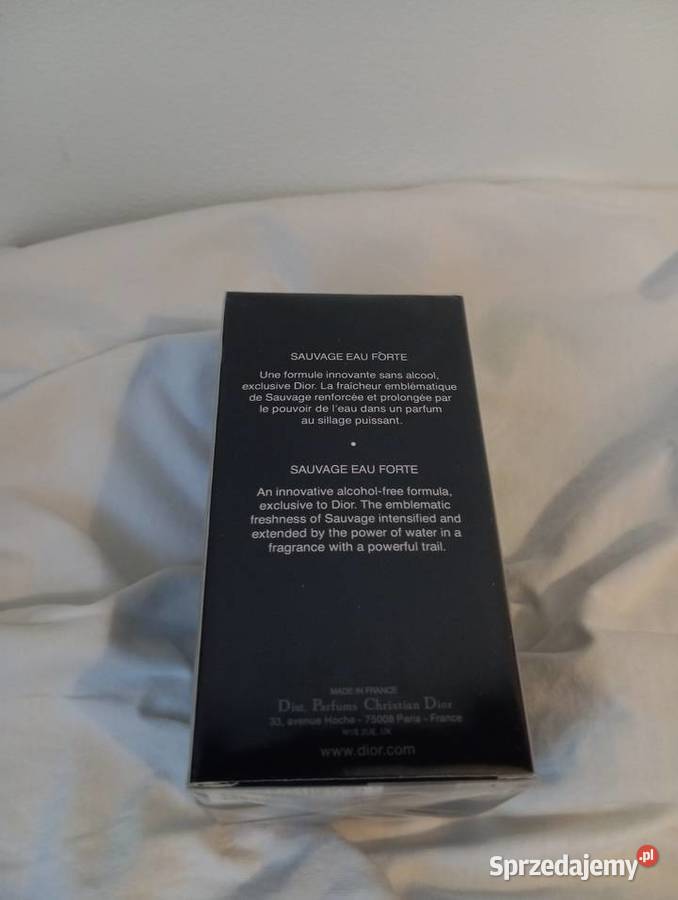 SAUVAGE EAU FORTE
Une formule innovante sans alcool,
exclusive Dior. La fraîcheur emblématique
de Sauvage renforcée et prolongée par
le pouvoir de l'eau dans un parfum
au sillage puissant.
SAUVAGE EAU FORTE
An innovative alcohol-free formula,
exclusive to Dior. The emblematic
freshness of Sauvage intensified and
extended by the power of water in a
fragrance with a powerful trail.
MADE IN FRANCE
Dist. Parfums Christian Dior
33, avenue Hoche - 75008 Paris - France
W1S 2UE, UK
www.dior.com
Sprzedajemy.pl